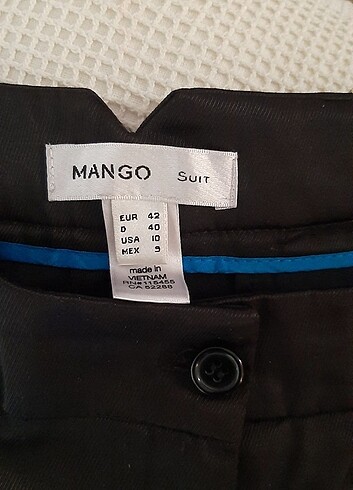 MANGO SUIT
EUR 42
D 40
USA 10
MEX 9
made in
VIETNAM
RN#115455
CA 52288